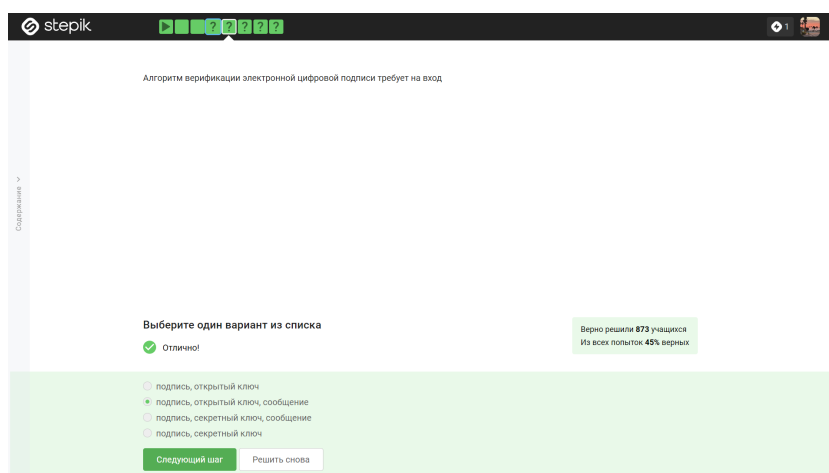 stepik
? ? ? ? ?
1
Алгоритм верификации электронной цифровой подписи требует на вход
Содержание
Выберите один вариант из списка
Верно решили 873 учащихся
Из всех попыток 45% верных
Отлично!
подпись, открытый ключ
подпись, открытый ключ, сообщение
подпись, секретный ключ, сообщение
подпись, секретный ключ
Следующий шаг
Решить снова